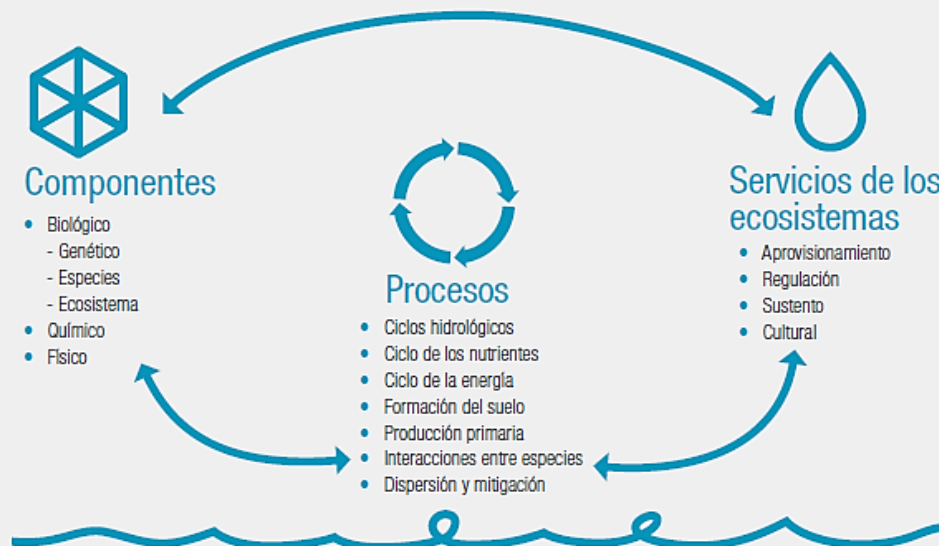 Componentes
• Biológico
- Genético
- Especies
- Ecosistema
• Químico
• Físico
Procesos
• Ciclos hidrológicos
• Ciclo de los nutrientes
• Ciclo de la energía
• Formación del suelo
• Producción primaria
• Interacciones entre especies
• Dispersión y mitigación
Servicios de los
ecosistemas
• Aprovisionamiento
• Regulación
• Sustento
• Cultural